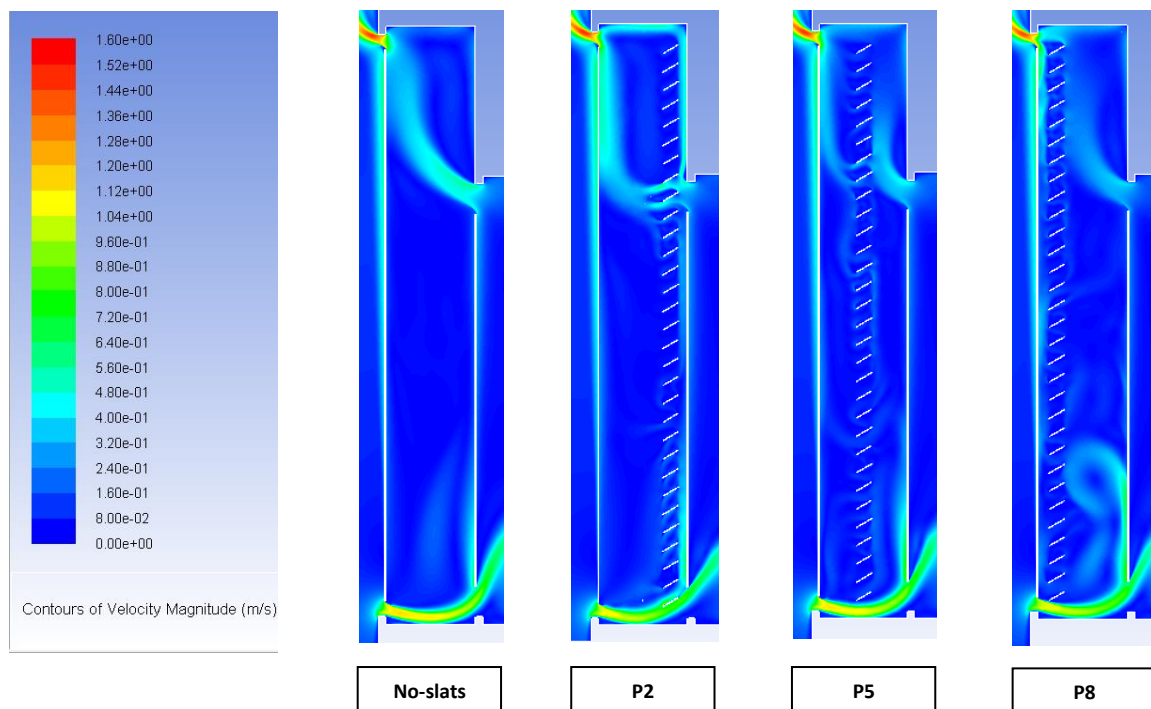 1.60e+00
1.52e+00
1.44e+00
1.36e+00
1.28e+00
1.20e+00
1.12e+00
1.04e+00
9.60e-01
8.80e-01
8.00e-01
7.20e-01
6.40e-01
5.60e-01
4.80e-01
4.00e-01
3.20e-01
2.40e-01
1.60e-01
8.00e-02
0.00e+00
Contours of Velocity Magnitude (m/s)
No-slats
P2
P5
P8